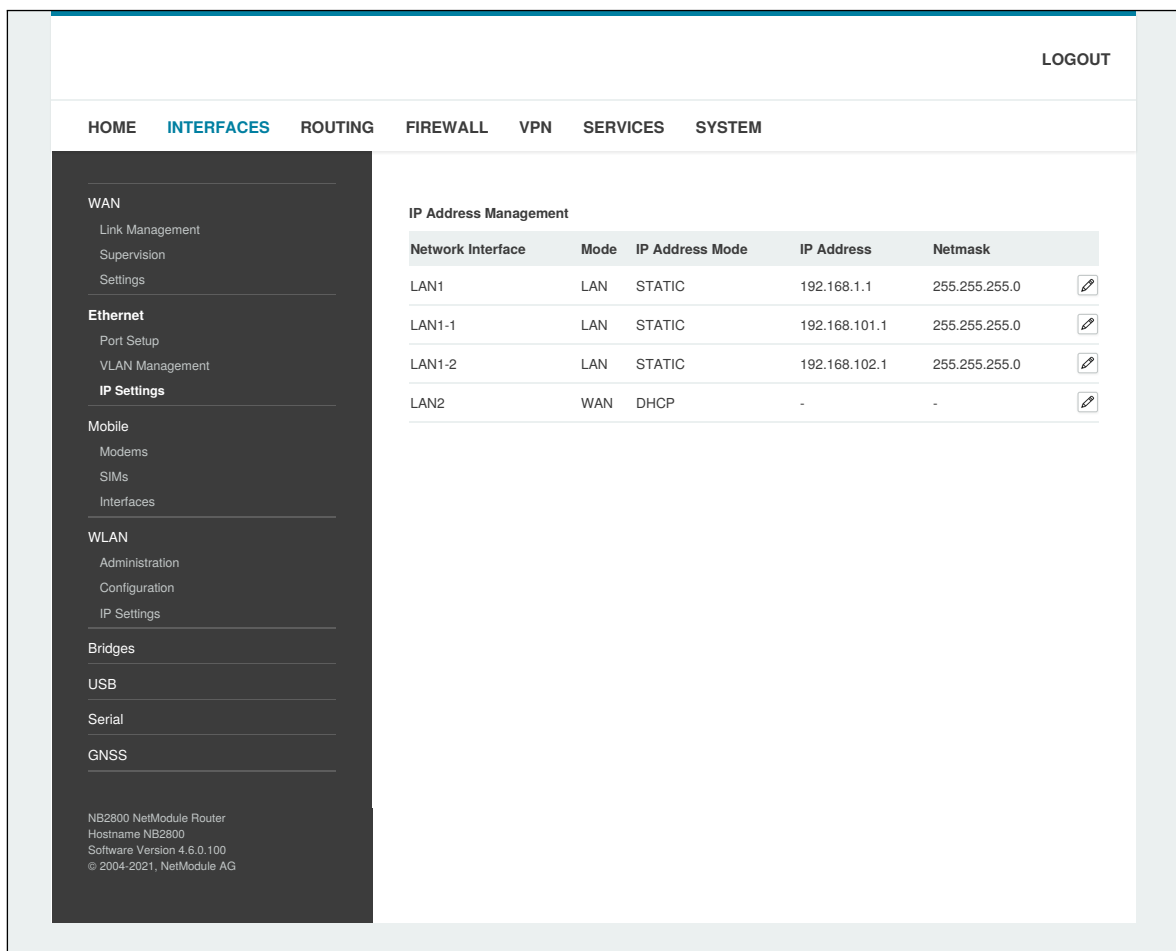 LOGOUT
HOME INTERFACES ROUTING FIREWALL VPN SERVICES SYSTEM
WAN
Link Management
Supervision
Settings
Ethernet
Port Setup
VLAN Management
IP Settings
Mobile
Modems
SIMs
Interfaces
WLAN
Administration
Configuration
IP Settings
Bridges
USB
Serial
GNSS
NB2800 NetModule Router
Hostname NB2800
Software Version 4.6.0.100
© 2004-2021, NetModule AG
IP Address Management
Network Interface Mode IP Address Mode IP Address Netmask
LAN1 LAN STATIC 192.168.1.1 255.255.255.0
LAN1-1 LAN STATIC 192.168.101.1 255.255.255.0
LAN1-2 LAN STATIC 192.168.102.1 255.255.255.0
LAN2 WAN DHCP - -